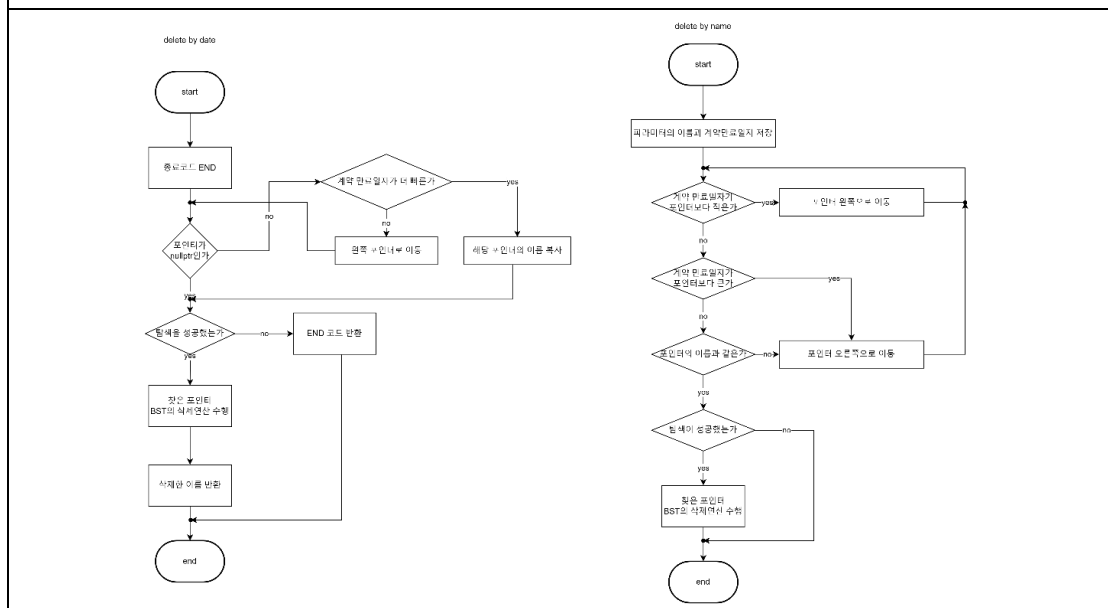 delete by date
start
종료코드 END
계약 만료일자가 더 빠른가
yes
no
no
포인터가
nullptr인가
왼쪽 포인터로 이동
해당 포인터의 이름 복사
yes
탐색을 성공했는가
no
END 코드 반환
yes
찾은 포인터
BST의 삭제연산 수행
삭제한 이름 반환
end
delete by name
start
파라미터의 이름과 계약만료일자 저장
계약 만료일자가
포인터보다 작은가
yes
포인터 왼쪽으로 이동
no
계약 만료일자가
포인터보다 큰가
yes
no
포인터의 이름과 같은가
no
포인터 오른쪽으로 이동
yes
탐색이 성공했는가
no
yes
찾은 포인터
BST의 삭제연산 수행
end